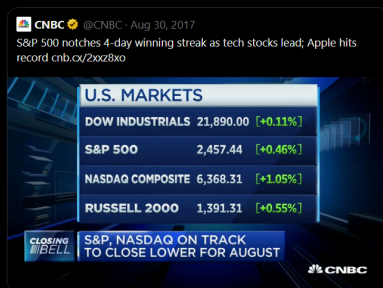 CNBC @CNBC · Aug 30, 2017
S&P 500 notches 4-day winning streak as tech stocks lead; Apple hits
record cnb.cx/2xxz8xo
U.S. MARKETS
DOW INDUSTRIALS 21,890.00 [+0.11%]
S&P 500 2,457.44 [+0.46%]
NASDAQ COMPOSITE 6,368.31 [+1.05%]
RUSSELL 2000 1,391.31 [+0.55%]
CLOSING
BELL
S&P, NASDAQ ON TRACK
TO CLOSE LOWER FOR AUGUST
CNBC